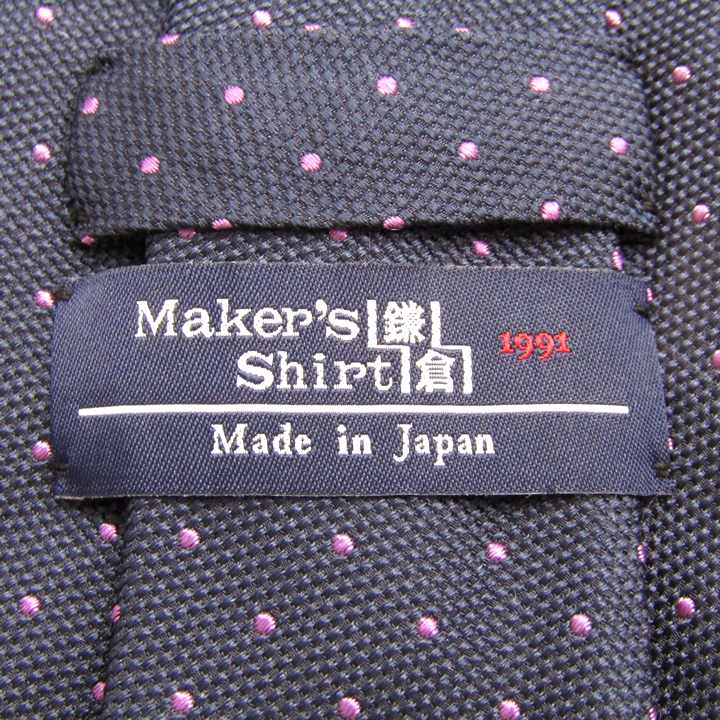 Maker's 鎌
Shirt 倉
1991
Made in Japan